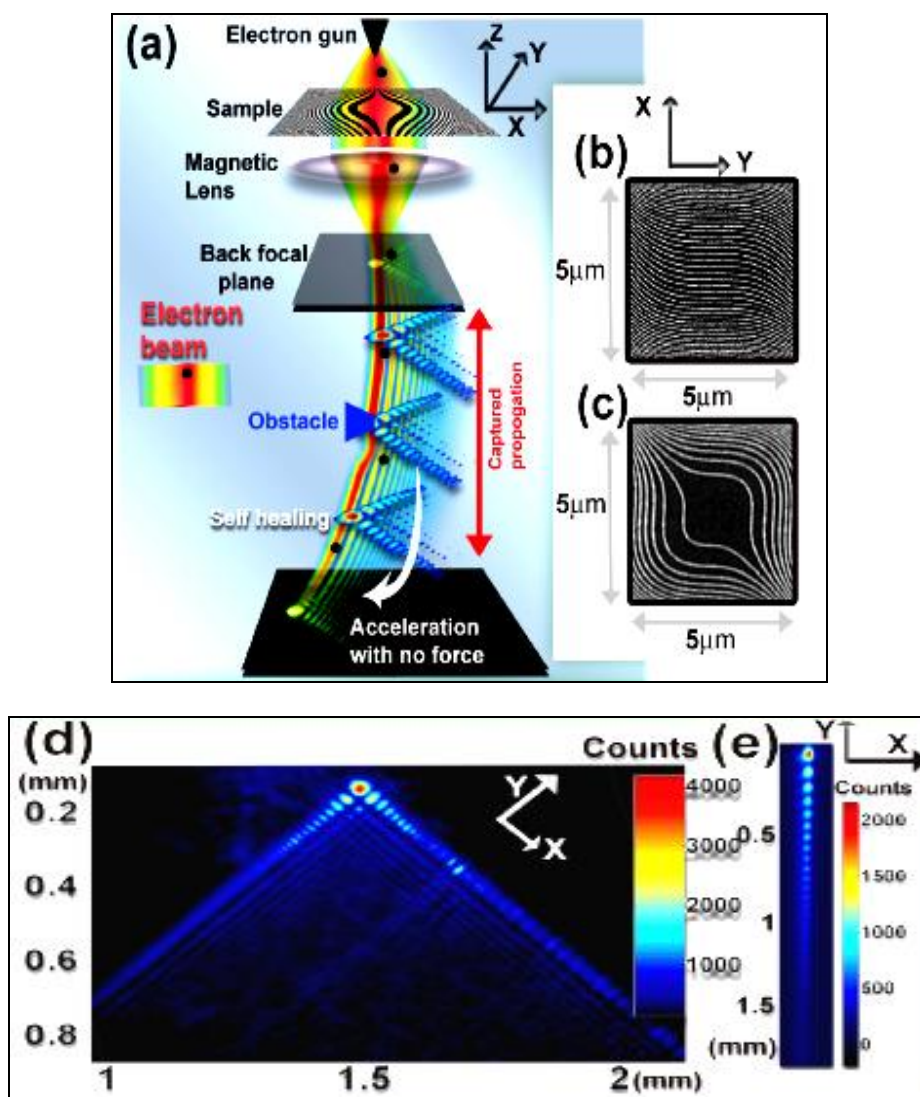 (a)
Electron gun
Z
Y
X
Sample
Magnetic
Lens
Back focal
plane
Electron
beam
Obstacle
Captured
propogation
Self healing
Acceleration
with no force
X
Y
(b)
5μm
5μm
(c)
5μm
5μm
(d)
Counts
(mm)
0.2
0.4
0.6
0.8
1
1.5
2 (mm)
Y
X
4000
3000
2000
1000
(e)
Y
X
Counts
0.5
1
1.5
(mm)
2000
1500
1000
500
0